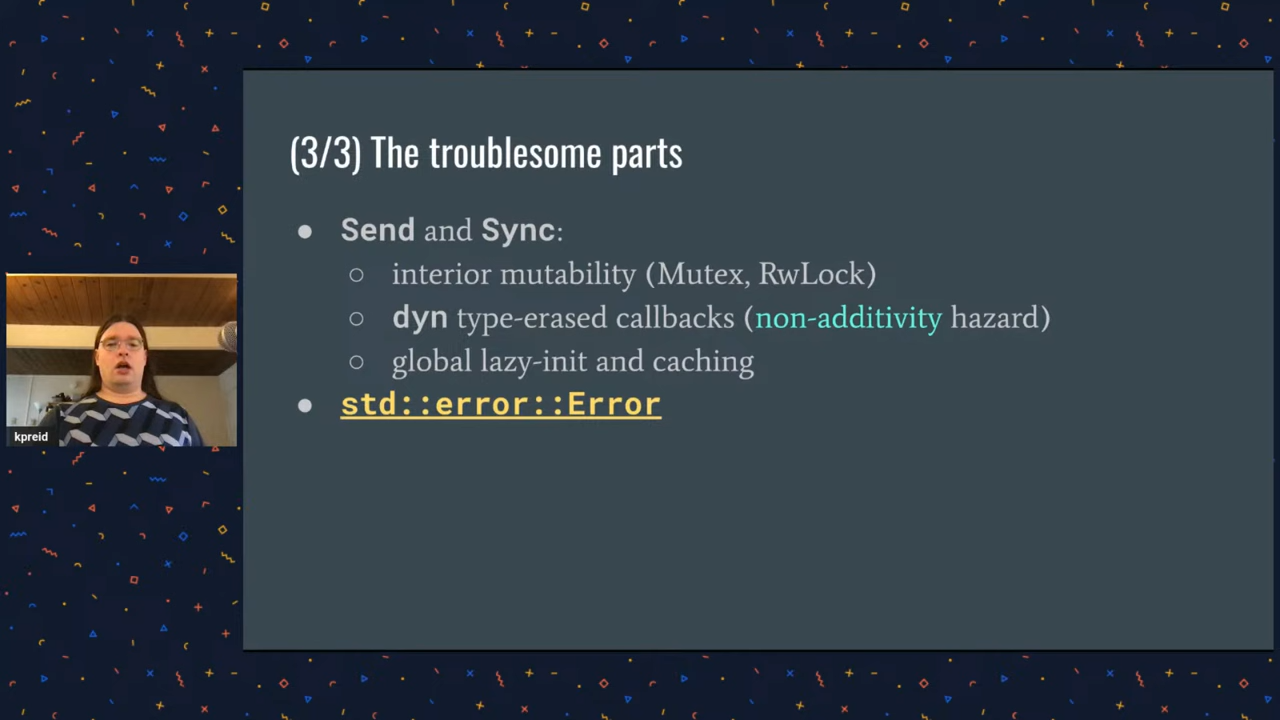 (3/3) The troublesome parts
● Send and Sync:
○ interior mutability (Mutex, RwLock)
○ dyn type-erased callbacks (non-additivity hazard)
○ global lazy-init and caching
● std::error::Error
kpreid